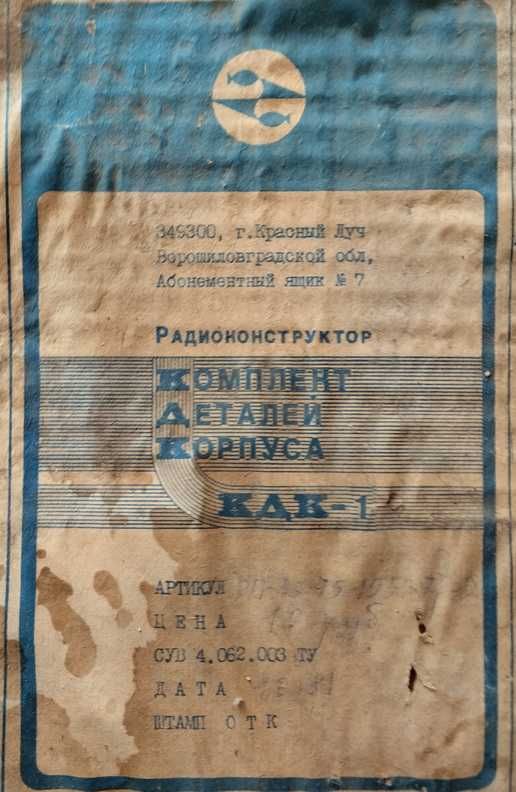 349300, г.Красный Луч
Ворошиловградской обл,
Абонементный ящик № 7
РАДИОКОНСТРУКТОР
КОМПЛЕКТ
ДЕТАЛЕЙ
КОРПУСА
КДК-1
АРТИКУЛ
ЦЕНА руб
СУВ 4.062.003 ТУ
ДАТА
ШТАМП ОТК